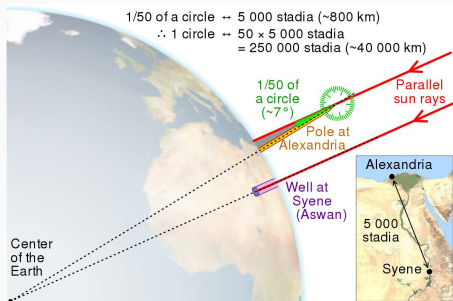 1/50 of a circle ↔ 5 000 stadia (~800 km)
∴ 1 circle ↔ 50 × 5 000 stadia
= 250 000 stadia (~40 000 km)
1/50 of
a circle
(~7°)
Parallel
sun rays
Pole at
Alexandria
Well at
Syene
(Aswan)
Center
of the
Earth
Alexandria
5 000
stadia
Syene